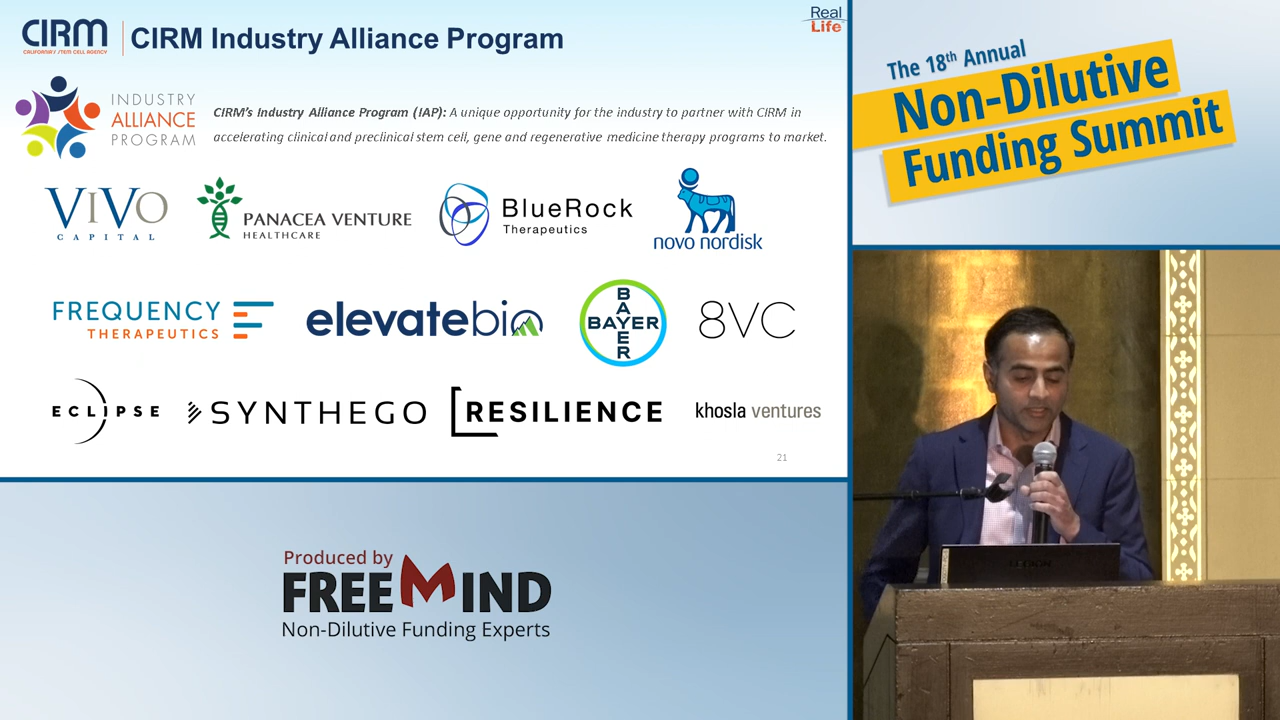 CIRM
CALIFORNIA'S STEM CELL AGENCY
CIRM Industry Alliance Program
Real
Life
INDUSTRY
ALLIANCE
PROGRAM
CIRM's Industry Alliance Program (IAP): A unique opportunity for the industry to partner with CIRM in
accelerating clinical and preclinical stem cell, gene and regenerative medicine therapy programs to market.
VIVO
CAPITAL
PANACEA VENTURE
HEALTHCARE
BlueRock
Therapeutics
novo nordisk
FREQUENCY
THERAPEUTICS
elevatebio
BAYER
BAYER
8VC
ECLIPSE
SYNTHEGO
RESILIENCE
khosla ventures
21
The 18th Annual
Non-Dilutive
Funding Summit
Produced by
FREEMIND
Non-Dilutive Funding Experts